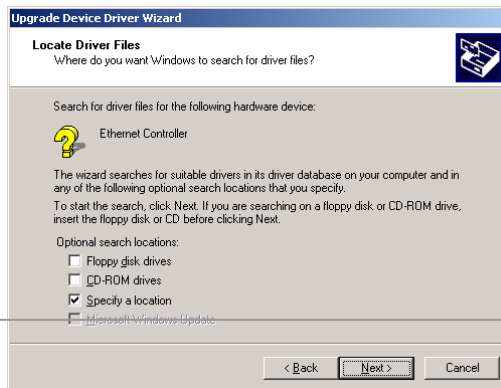 Upgrade Device Driver Wizard
Locate Driver Files
Where do you want Windows to search for driver files?
Search for driver files for the following hardware device:
Ethernet Controller
The wizard searches for suitable drivers in its driver database on your computer and in
any of the following optional search locations that you specify.
To start the search, click Next. If you are searching on a floppy disk or CD-ROM drive,
insert the floppy disk or CD before clicking Next.
Optional search locations:
Floppy disk drives
CD-ROM drives
Specify a location
Microsoft Windows Update
< Back
Next >
Cancel